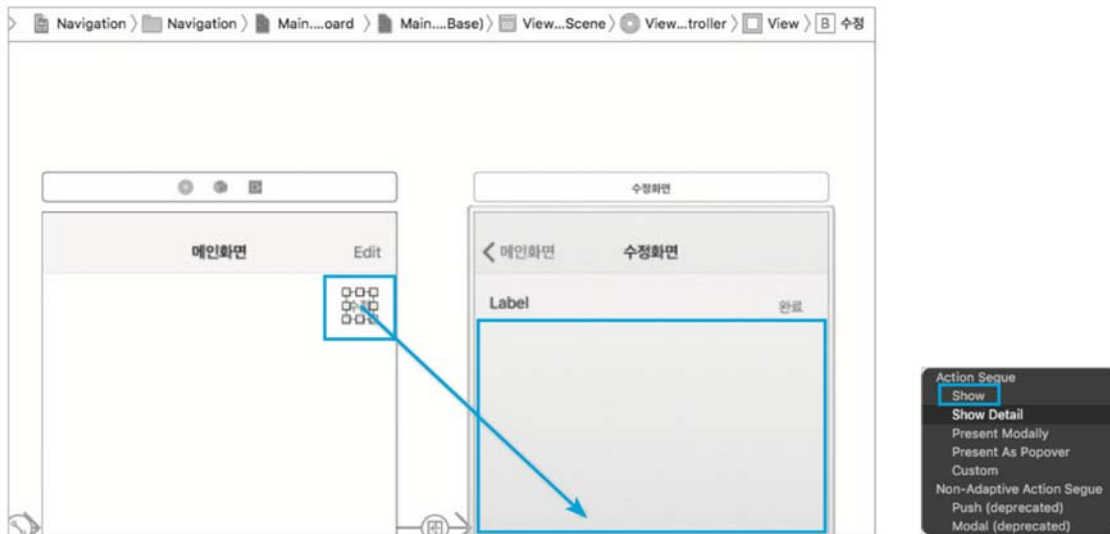 Navigation 〉 Navigation 〉 Main....oard 〉 Main....Base) 〉 View...Scene 〉 View...troller 〉 View 〉 B 수정
수정화면
메인화면 Edit
수정
메인화면 수정화면
Label 완료
Action Segue
Show
Show Detail
Present Modally
Present As Popover
Custom
Non-Adaptive Action Segue
Push (deprecated)
Modal (deprecated)